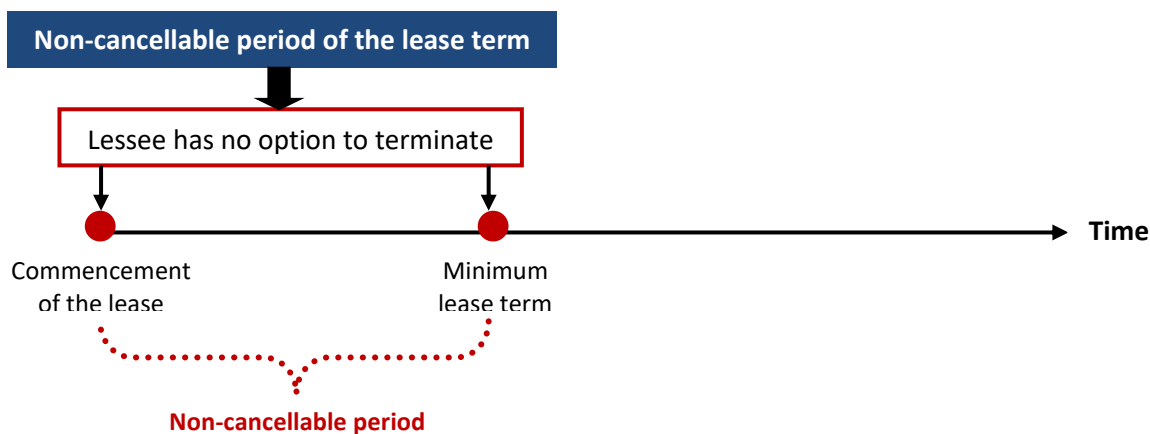 Non-cancellable period of the lease term
Lessee has no option to terminate
Time
Commencement
of the lease
Minimum
lease term
Non-cancellable period